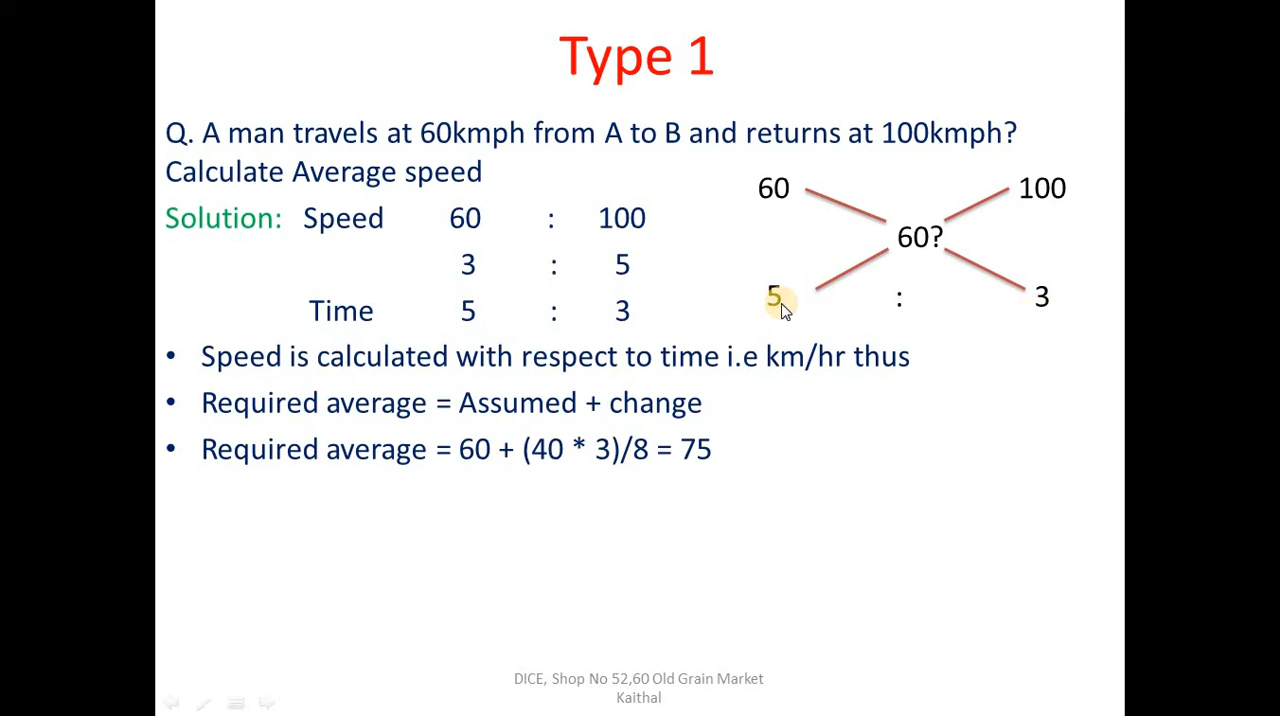 Type 1
Q. A man travels at 60kmph from A to B and returns at 100kmph?
Calculate Average speed
Solution: Speed 60 : 100
3 : 5
Time 5 : 3
60 100
60?
5 : 3
• Speed is calculated with respect to time i.e km/hr thus
• Required average = Assumed + change
• Required average = 60 + (40 * 3)/8 = 75
DICE, Shop No 52,60 Old Grain Market
Kaithal